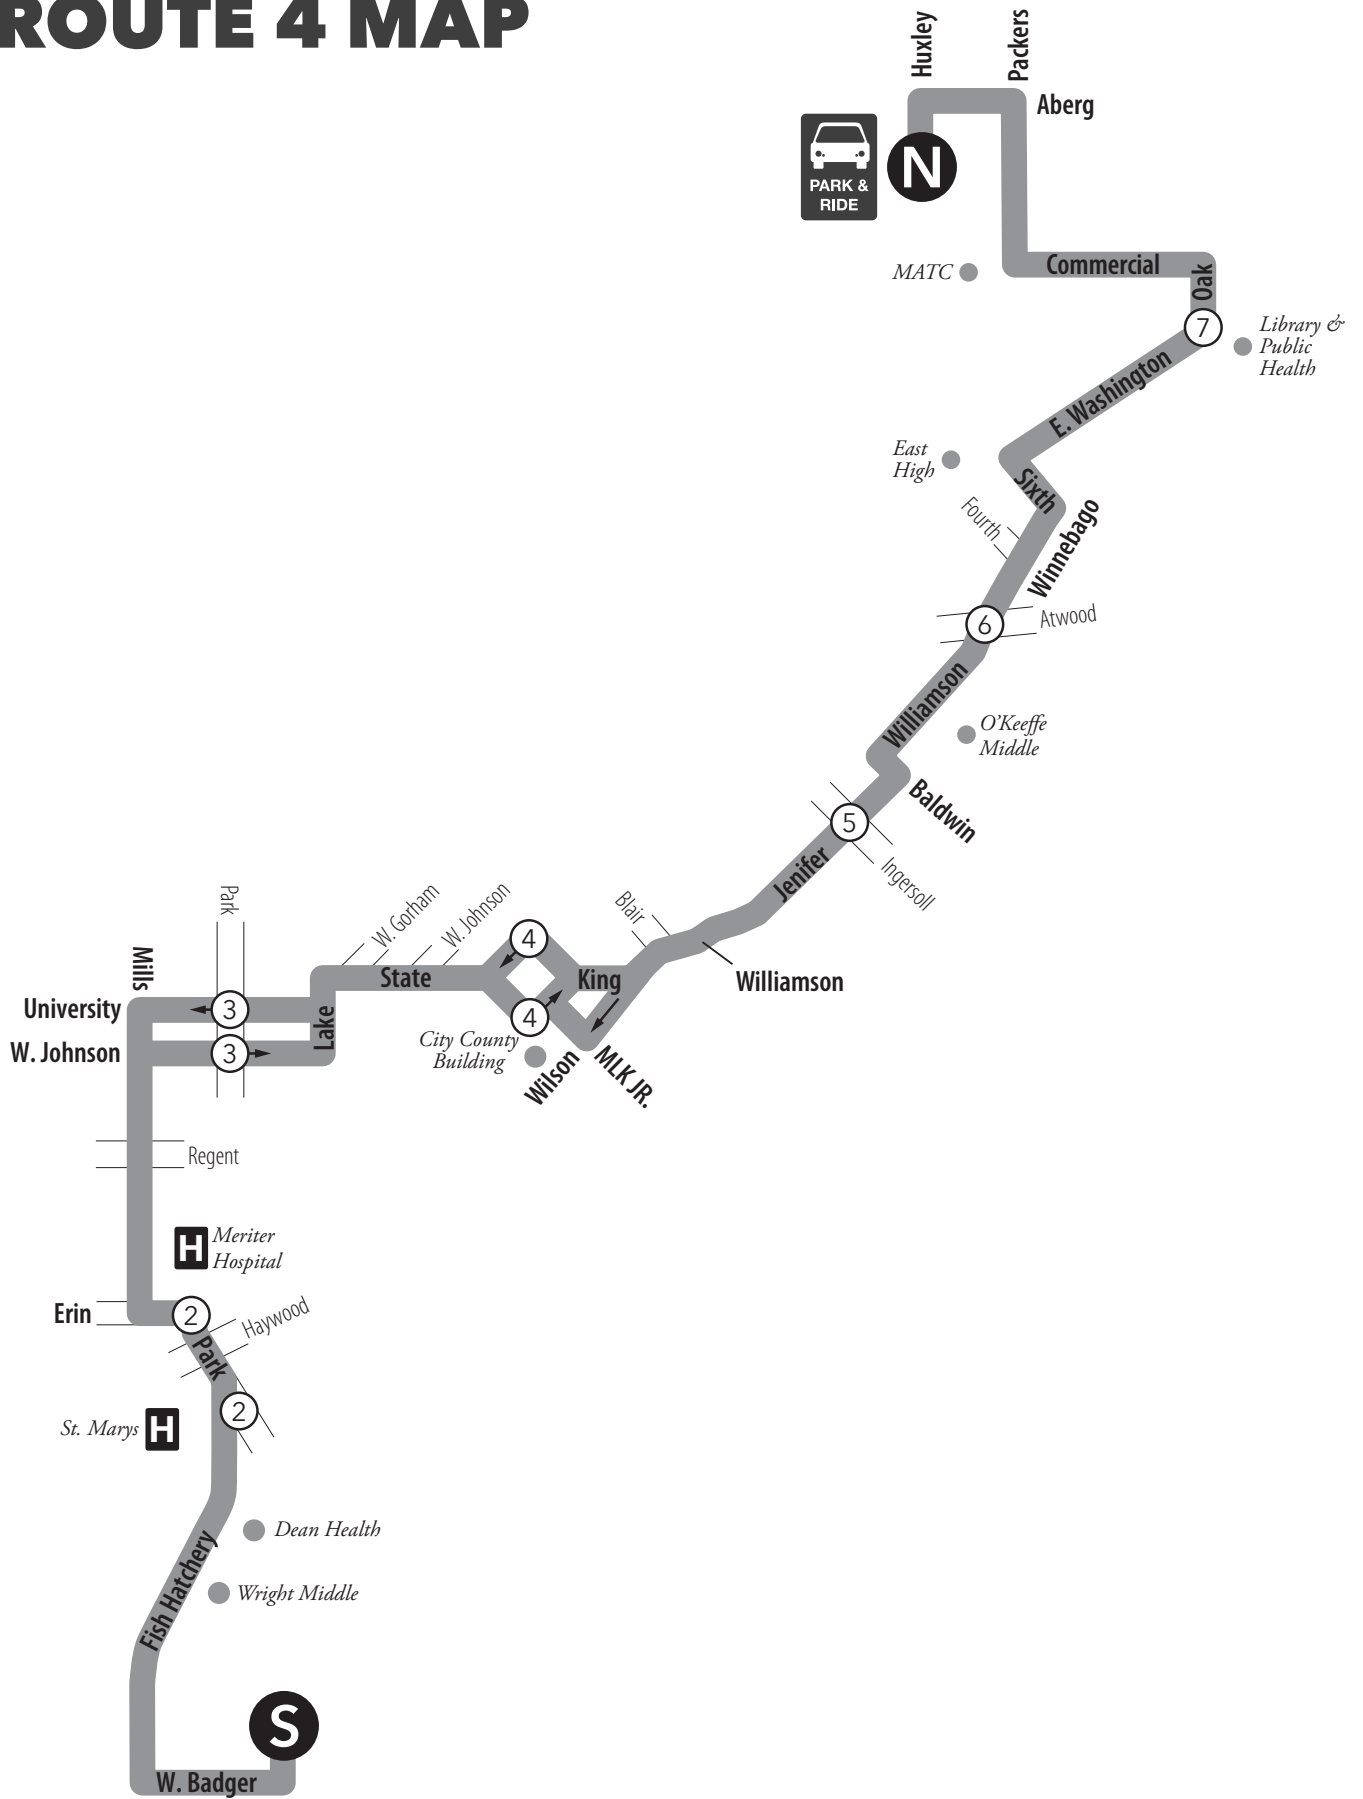 ROUTE 4 MAP
Huxley
Packers
Aberg
PARK &
RIDE
N
MATC
Commercial
Oak
7
Library &
Public
Health
E. Washington
East
High
Sixth
Fourth
Winnebago
6
Atwood
Williamson
O'Keeffe
Middle
Baldwin
5
Ingersoll
Jenifer
Blair
Williamson
Park
W. Gorham
W. Johnson
4
Mills
State
King
University
3
4
Lake
City County
Building
W. Johnson
3
Wilson
MLK JR.
Regent
H
Meriter
Hospital
Erin
2
Haywood
Park
2
St. Marys
H
Dean Health
Fish Hatchery
Wright Middle
S
W. Badger